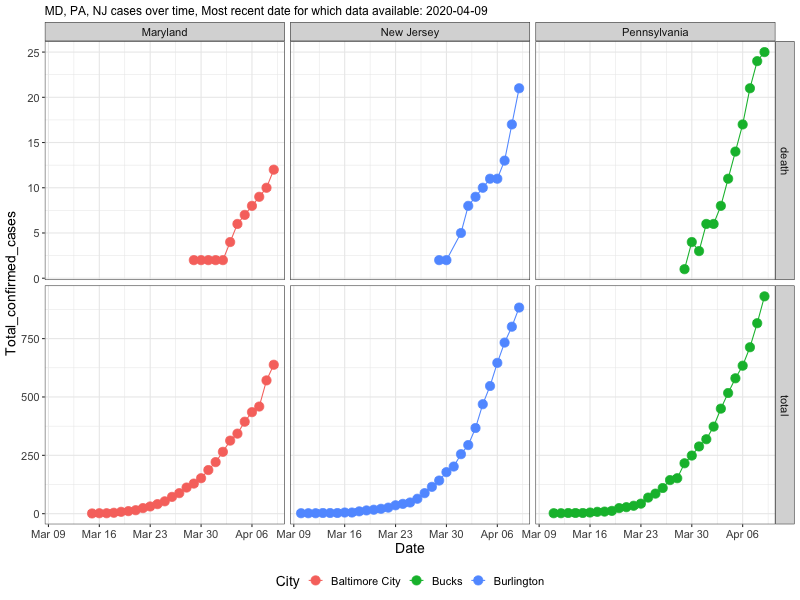 MD, PA, NJ cases over time, Most recent date for which data available: 2020-04-09
Maryland New Jersey Pennsylvania
25
20
15
10
5
0
death
750
500
250
0
total
Total_confirmed_cases
Mar 09 Mar 16 Mar 23 Mar 30 Apr 06 Mar 09 Mar 16 Mar 23 Mar 30 Apr 06 Mar 09 Mar 16 Mar 23 Mar 30 Apr 06
Date
City Baltimore City Bucks Burlington